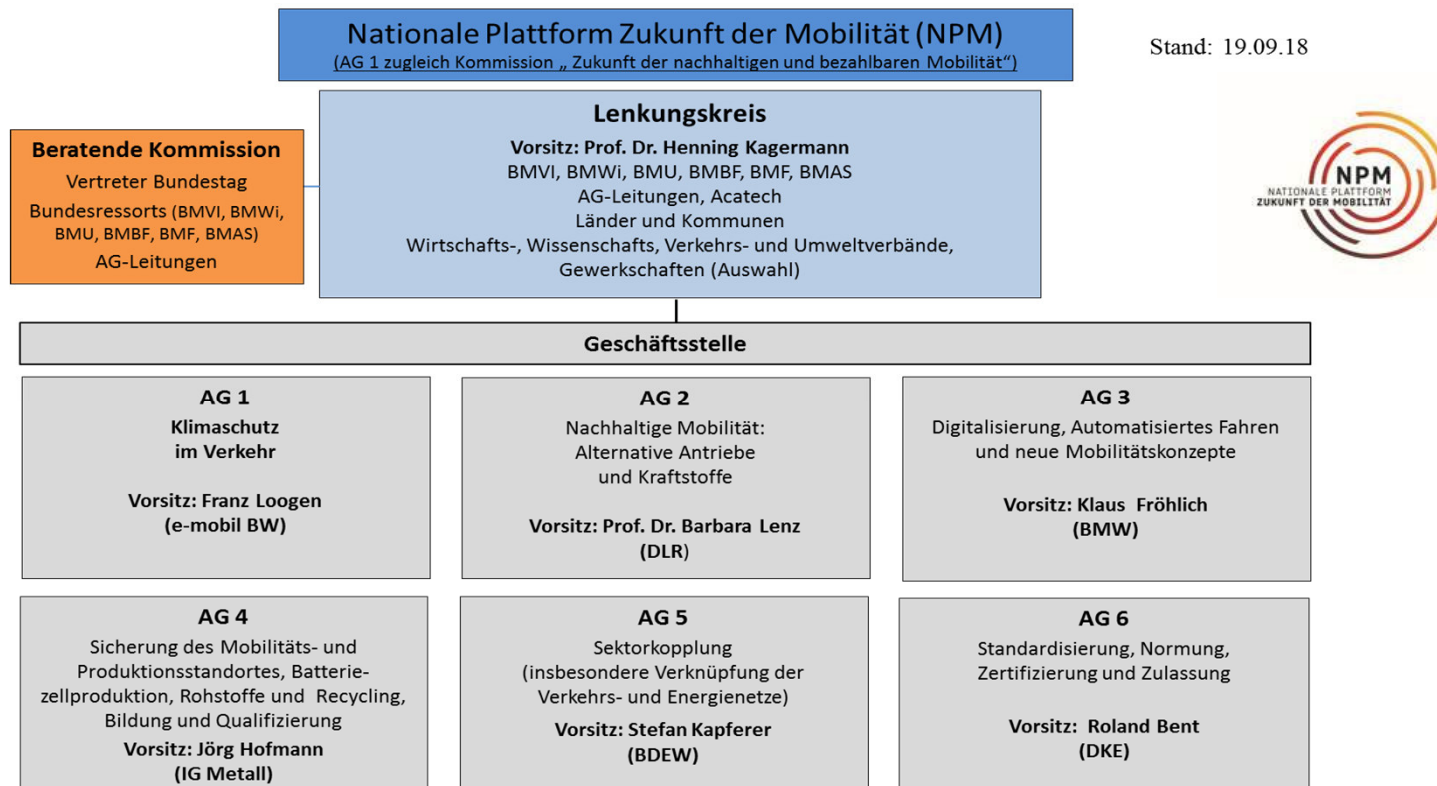 Nationale Plattform Zukunft der Mobilität (NPM)
(AG 1 zugleich Kommission „ Zukunft der nachhaltigen und bezahlbaren Mobilität“)
Stand: 19.09.18
Lenkungskreis
Vorsitz: Prof. Dr. Henning Kagermann
BMVI, BMWi, BMU, BMBF, BMF, BMAS
AG-Leitungen, Acatech
Länder und Kommunen
Wirtschafts-, Wissenschafts, Verkehrs- und Umweltverbände,
Gewerkschaften (Auswahl)
Beratende Kommission
Vertreter Bundestag
Bundesressorts (BMVI, BMWi,
BMU, BMBF, BMF, BMAS)
AG-Leitungen
NPM
NATIONALE PLATTFORM
ZUKUNFT DER MOBILITÄT
Geschäftsstelle
AG 1
Klimaschutz
im Verkehr
Vorsitz: Franz Loogen
(e-mobil BW)
AG 2
Nachhaltige Mobilität:
Alternative Antriebe
und Kraftstoffe
Vorsitz: Prof. Dr. Barbara Lenz
(DLR)
AG 3
Digitalisierung, Automatisiertes Fahren
und neue Mobilitätskonzepte
Vorsitz: Klaus Fröhlich
(BMW)
AG 4
Sicherung des Mobilitäts- und
Produktionsstandortes, Batterie-
zellproduktion, Rohstoffe und Recycling,
Bildung und Qualifizierung
Vorsitz: Jörg Hofmann
(IG Metall)
AG 5
Sektorkopplung
(insbesondere Verknüpfung der
Verkehrs- und Energienetze)
Vorsitz: Stefan Kapferer
(BDEW)
AG 6
Standardisierung, Normung,
Zertifizierung und Zulassung
Vorsitz: Roland Bent
(DKE)